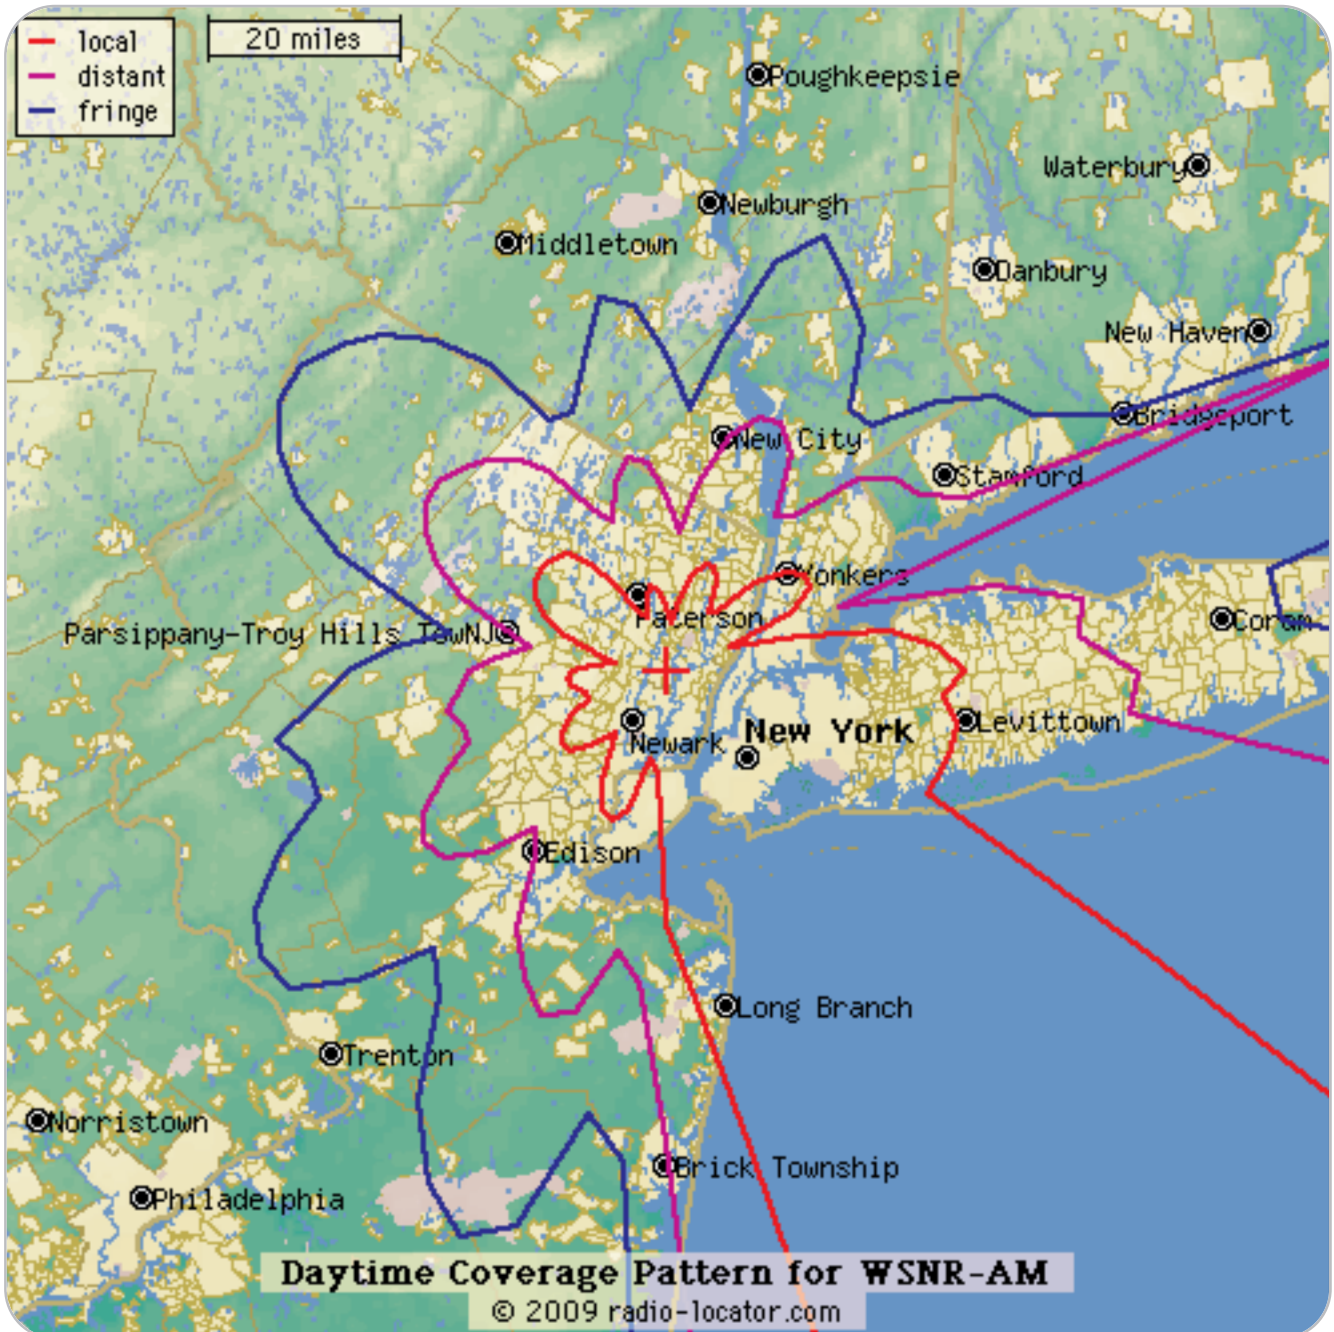 local
distant
fringe
20 miles
Poughkeepsie
Waterbury
Newburgh
Middletown
Danbury
New Haven
Bridgeport
New City
Stamford
Yonkers
Paterson
Parsippany-Troy Hills TowNJ
Coram
Newark
New York
Levittown
Edison
Long Branch
Trenton
Norristown
Brick Township
Philadelphia
Daytime Coverage Pattern for WSNR-AM
© 2009 radio-locator.com